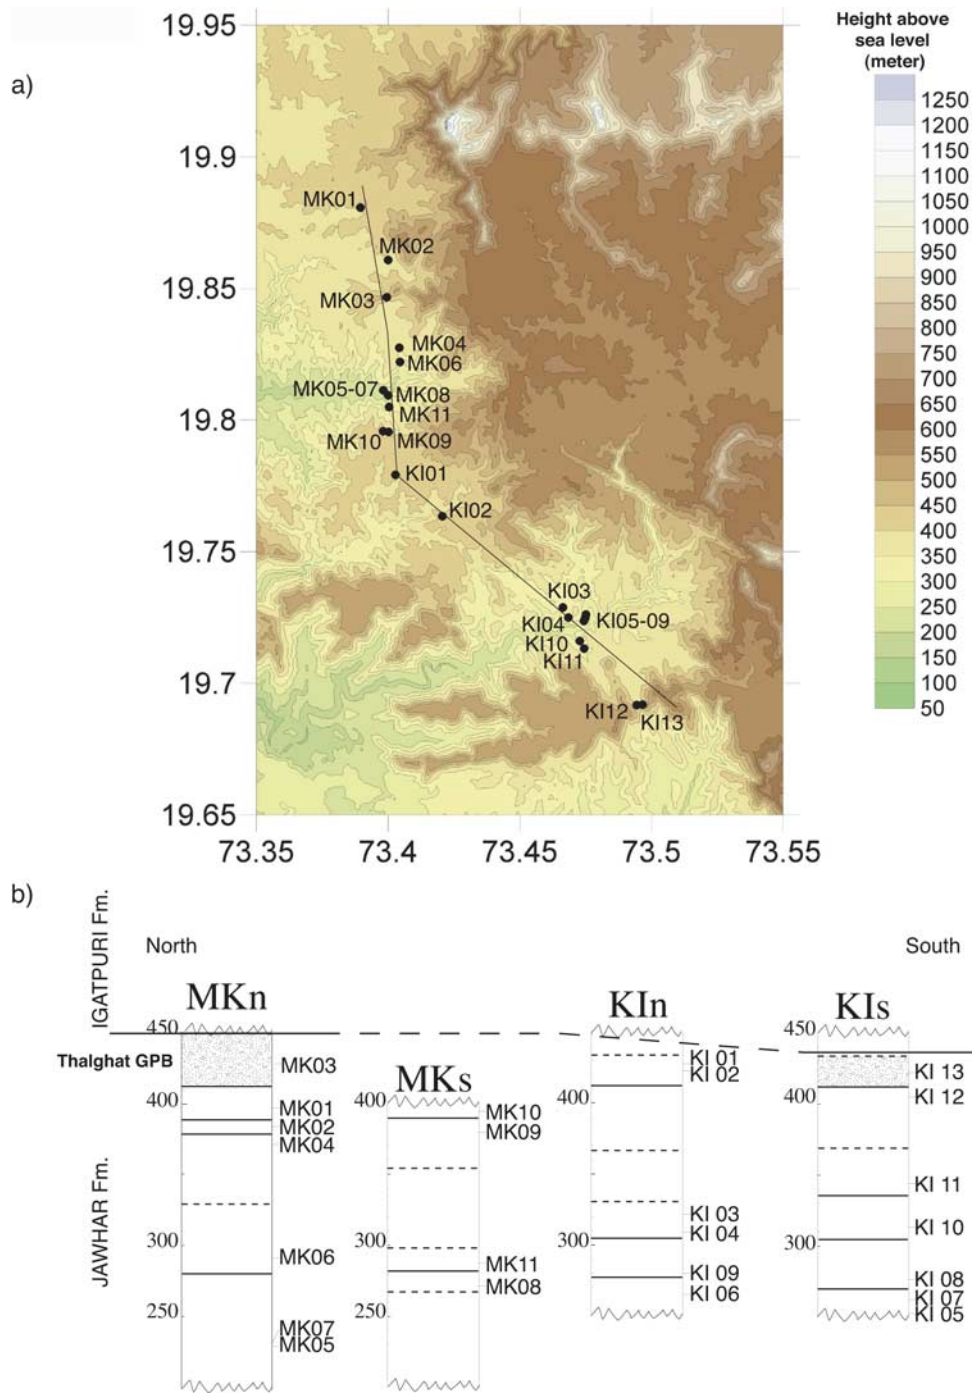 a)
Height above
sea level
(meter)
1250
1200
1150
1100
1000
950
900
850
800
750
700
650
600
550
500
450
400
350
300
250
200
150
100
50
19.95
19.9
19.85
19.8
19.75
19.7
19.65
73.35
73.4
73.45
73.5
73.55
MK01
MK02
MK03
MK04
MK06
MK05-07
MK08
MK11
MK10
MK09
KI01
KI02
KI03
KI04
KI05-09
KI10
KI11
KI12
KI13
b)
IGATPURI Fm.
JAWHAR Fm.
North
South
MKn
450
Thalghat GPB
400
300
250
MK03
MK01
MK02
MK04
MK06
MK07
MK05
MKs
400
300
250
MK10
MK09
MK11
MK08
KIn
400
300
KI 01
KI 02
KI 03
KI 04
KI 09
KI 06
KIs
450
400
300
KI 13
KI 12
KI 11
KI 10
KI 08
KI 07
KI 05